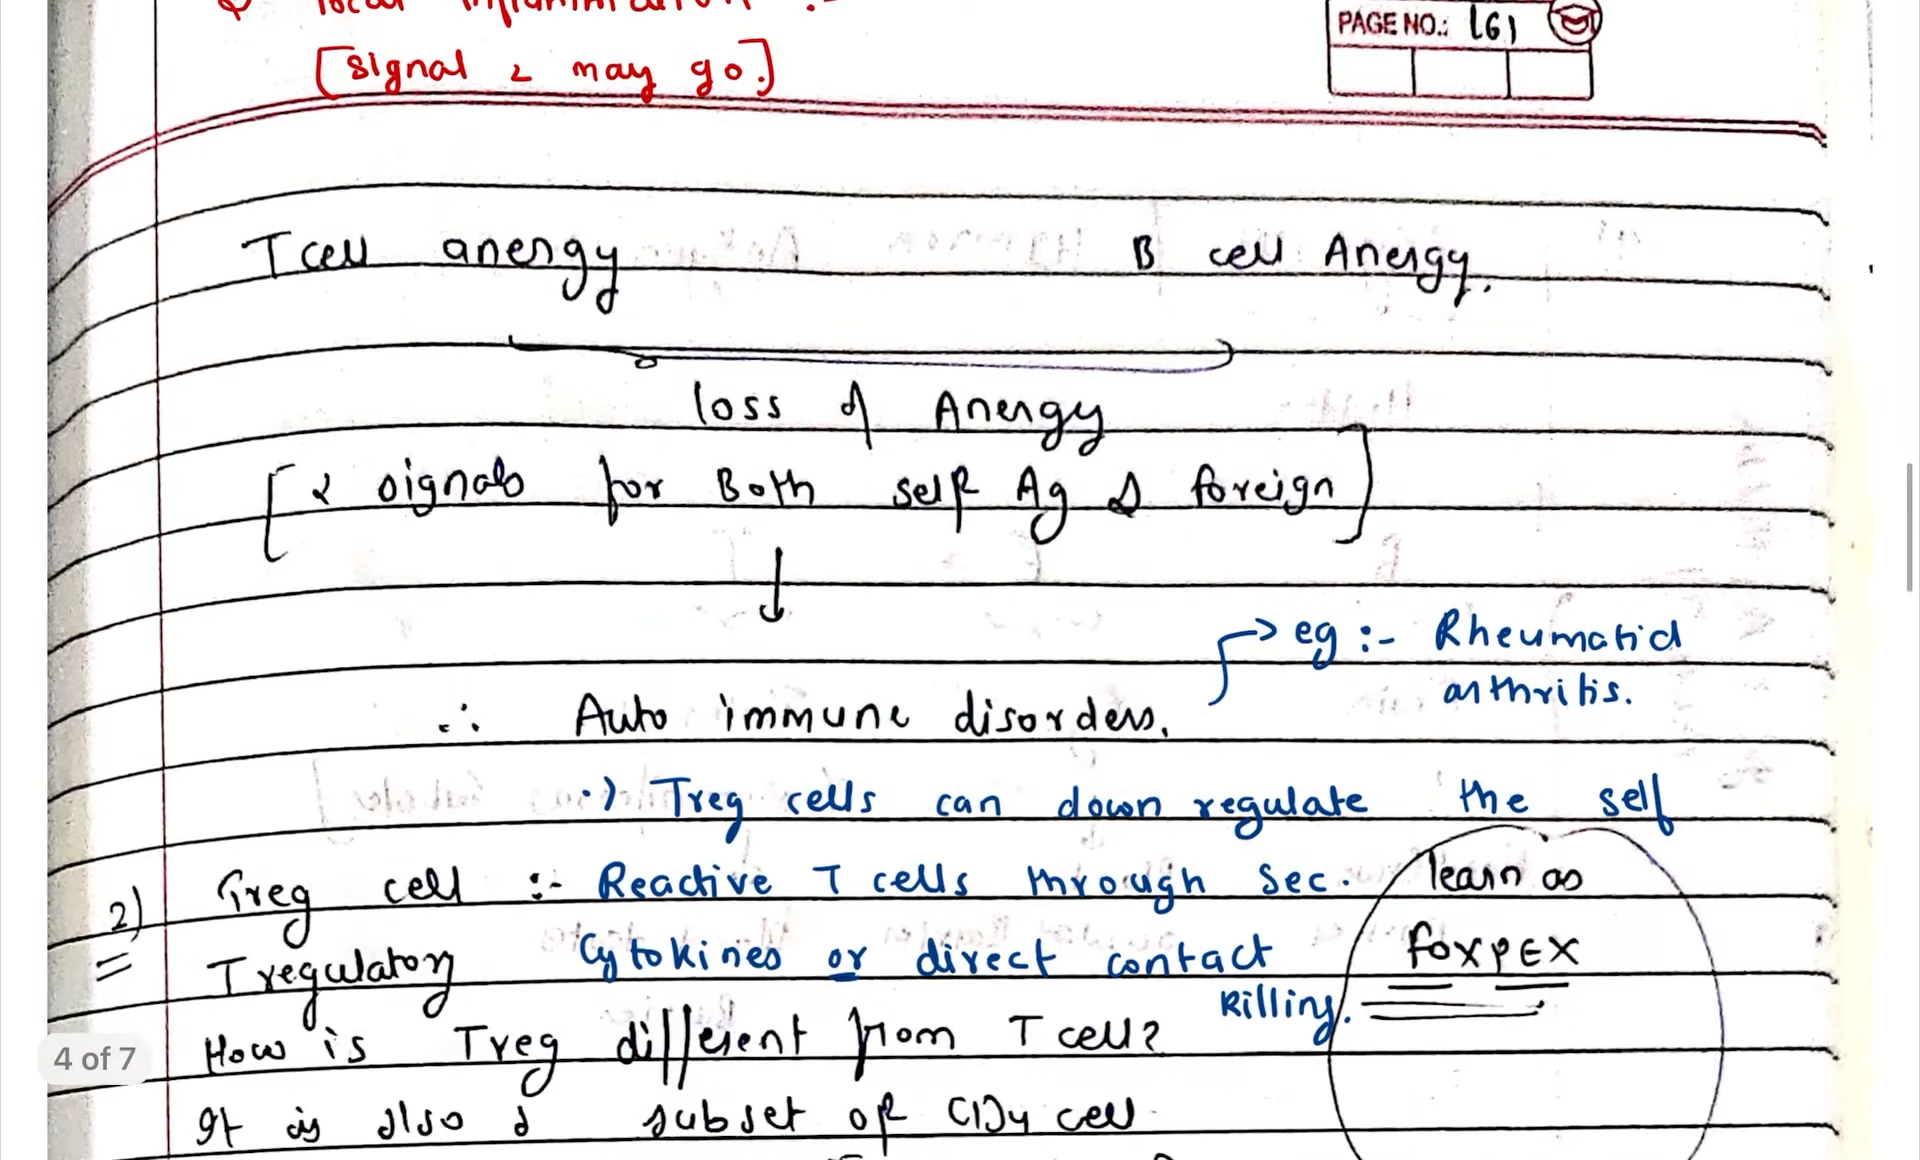 local inflammation :-
[signal 2 may go.]
PAGE NO.: 161
T cell anergy B cell Anergy.
loss of Anergy
[2 signals for Both self Ag & foreign]
→ eg :- Rheumatid
arthritis.
∴ Auto immune disorders.
•) Treg cells can down regulate the self
2) Treg cell :- Reactive T cells through sec. learn as
T regulatory Cytokines or direct contact foxpEX
killing.
How is Treg different from T cell?
4 of 7
It is also a subset of CD4 cell